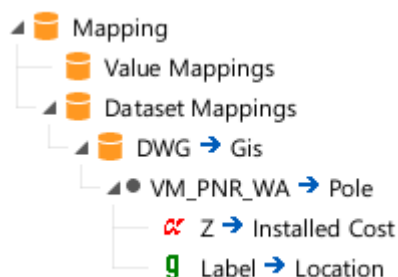 Mapping
Value Mappings
Dataset Mappings
DWG → Gis
VM_PNR_WA → Pole
α Z → Installed Cost
g Label → Location